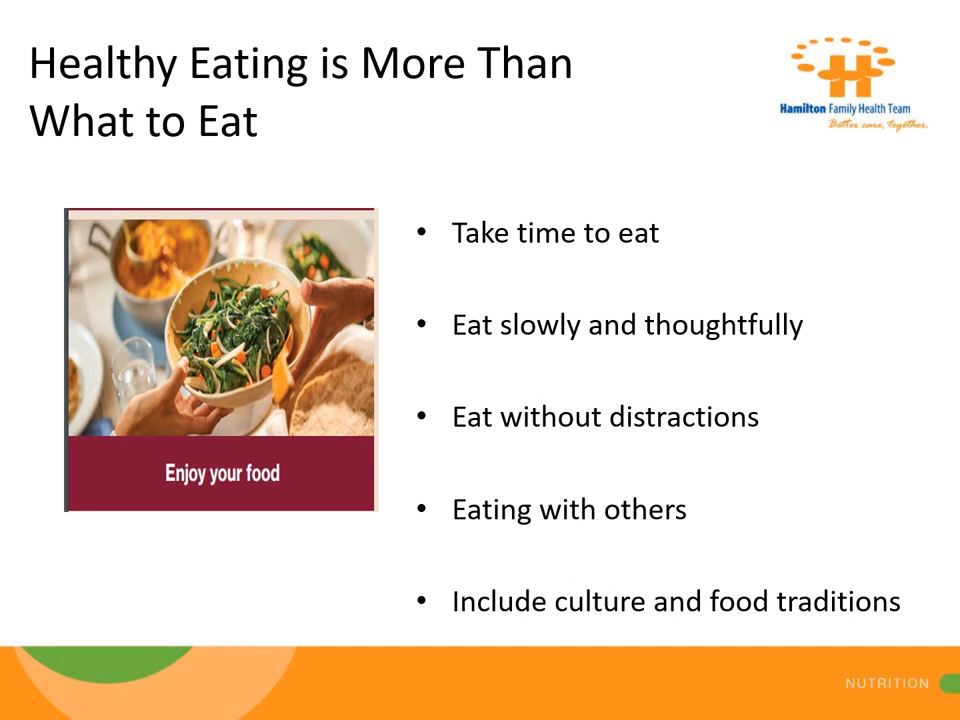 Healthy Eating is More Than
What to Eat
H
Hamilton Family Health Team
Better care, together.
Enjoy your food
• Take time to eat
• Eat slowly and thoughtfully
• Eat without distractions
• Eating with others
• Include culture and food traditions
NUTRITION